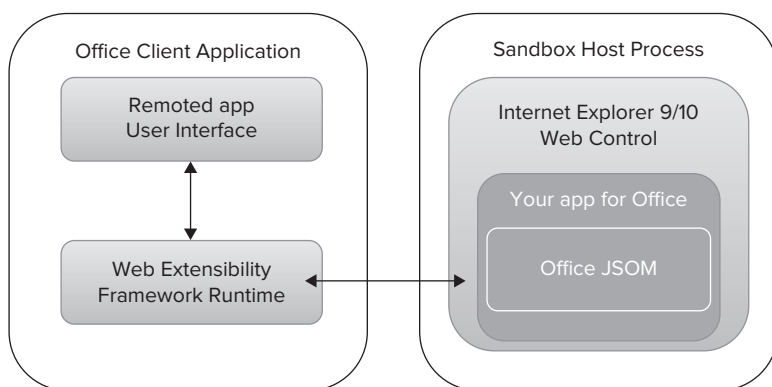 Office Client Application
Remoted app
User Interface
Web Extensibility
Framework Runtime
Sandbox Host Process
Internet Explorer 9/10
Web Control
Your app for Office
Office JSOM